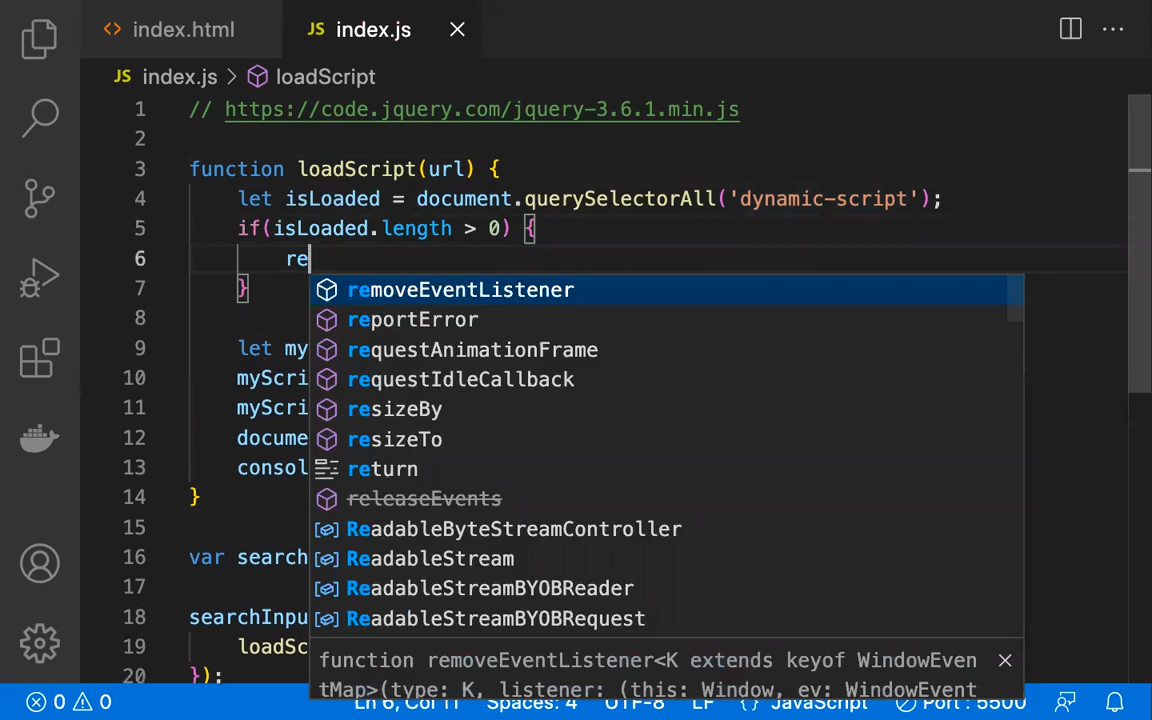 index.html
JS index.js
JS index.js > loadScript
1 // https://code.jquery.com/jquery-3.6.1.min.js
2
3 function loadScript(url) {
4 let isLoaded = document.querySelectorAll('dynamic-script');
5 if(isLoaded.length > 0) {
6 re
7 }
removeEventListener
8
reportError
9 let my
requestAnimationFrame
10 myScri
requestIdleCallback
11 myScri
resizeBy
12 docume
resizeTo
13 consol
return
14 }
releaseEvents
15
ReadableByteStreamController
16 var search
ReadableStream
17
ReadableStreamBYOBReader
18 searchInpu
ReadableStreamBYOBRequest
19 loadSc
function removeEventListener<K extends keyof WindowEven
20 });
tMap>(type: K, listener: (this: Window, ev: WindowEvent
0 0 Ln 6, Col 11 Spaces: 4 UTF-8 LF {} JavaScript Port : 5500